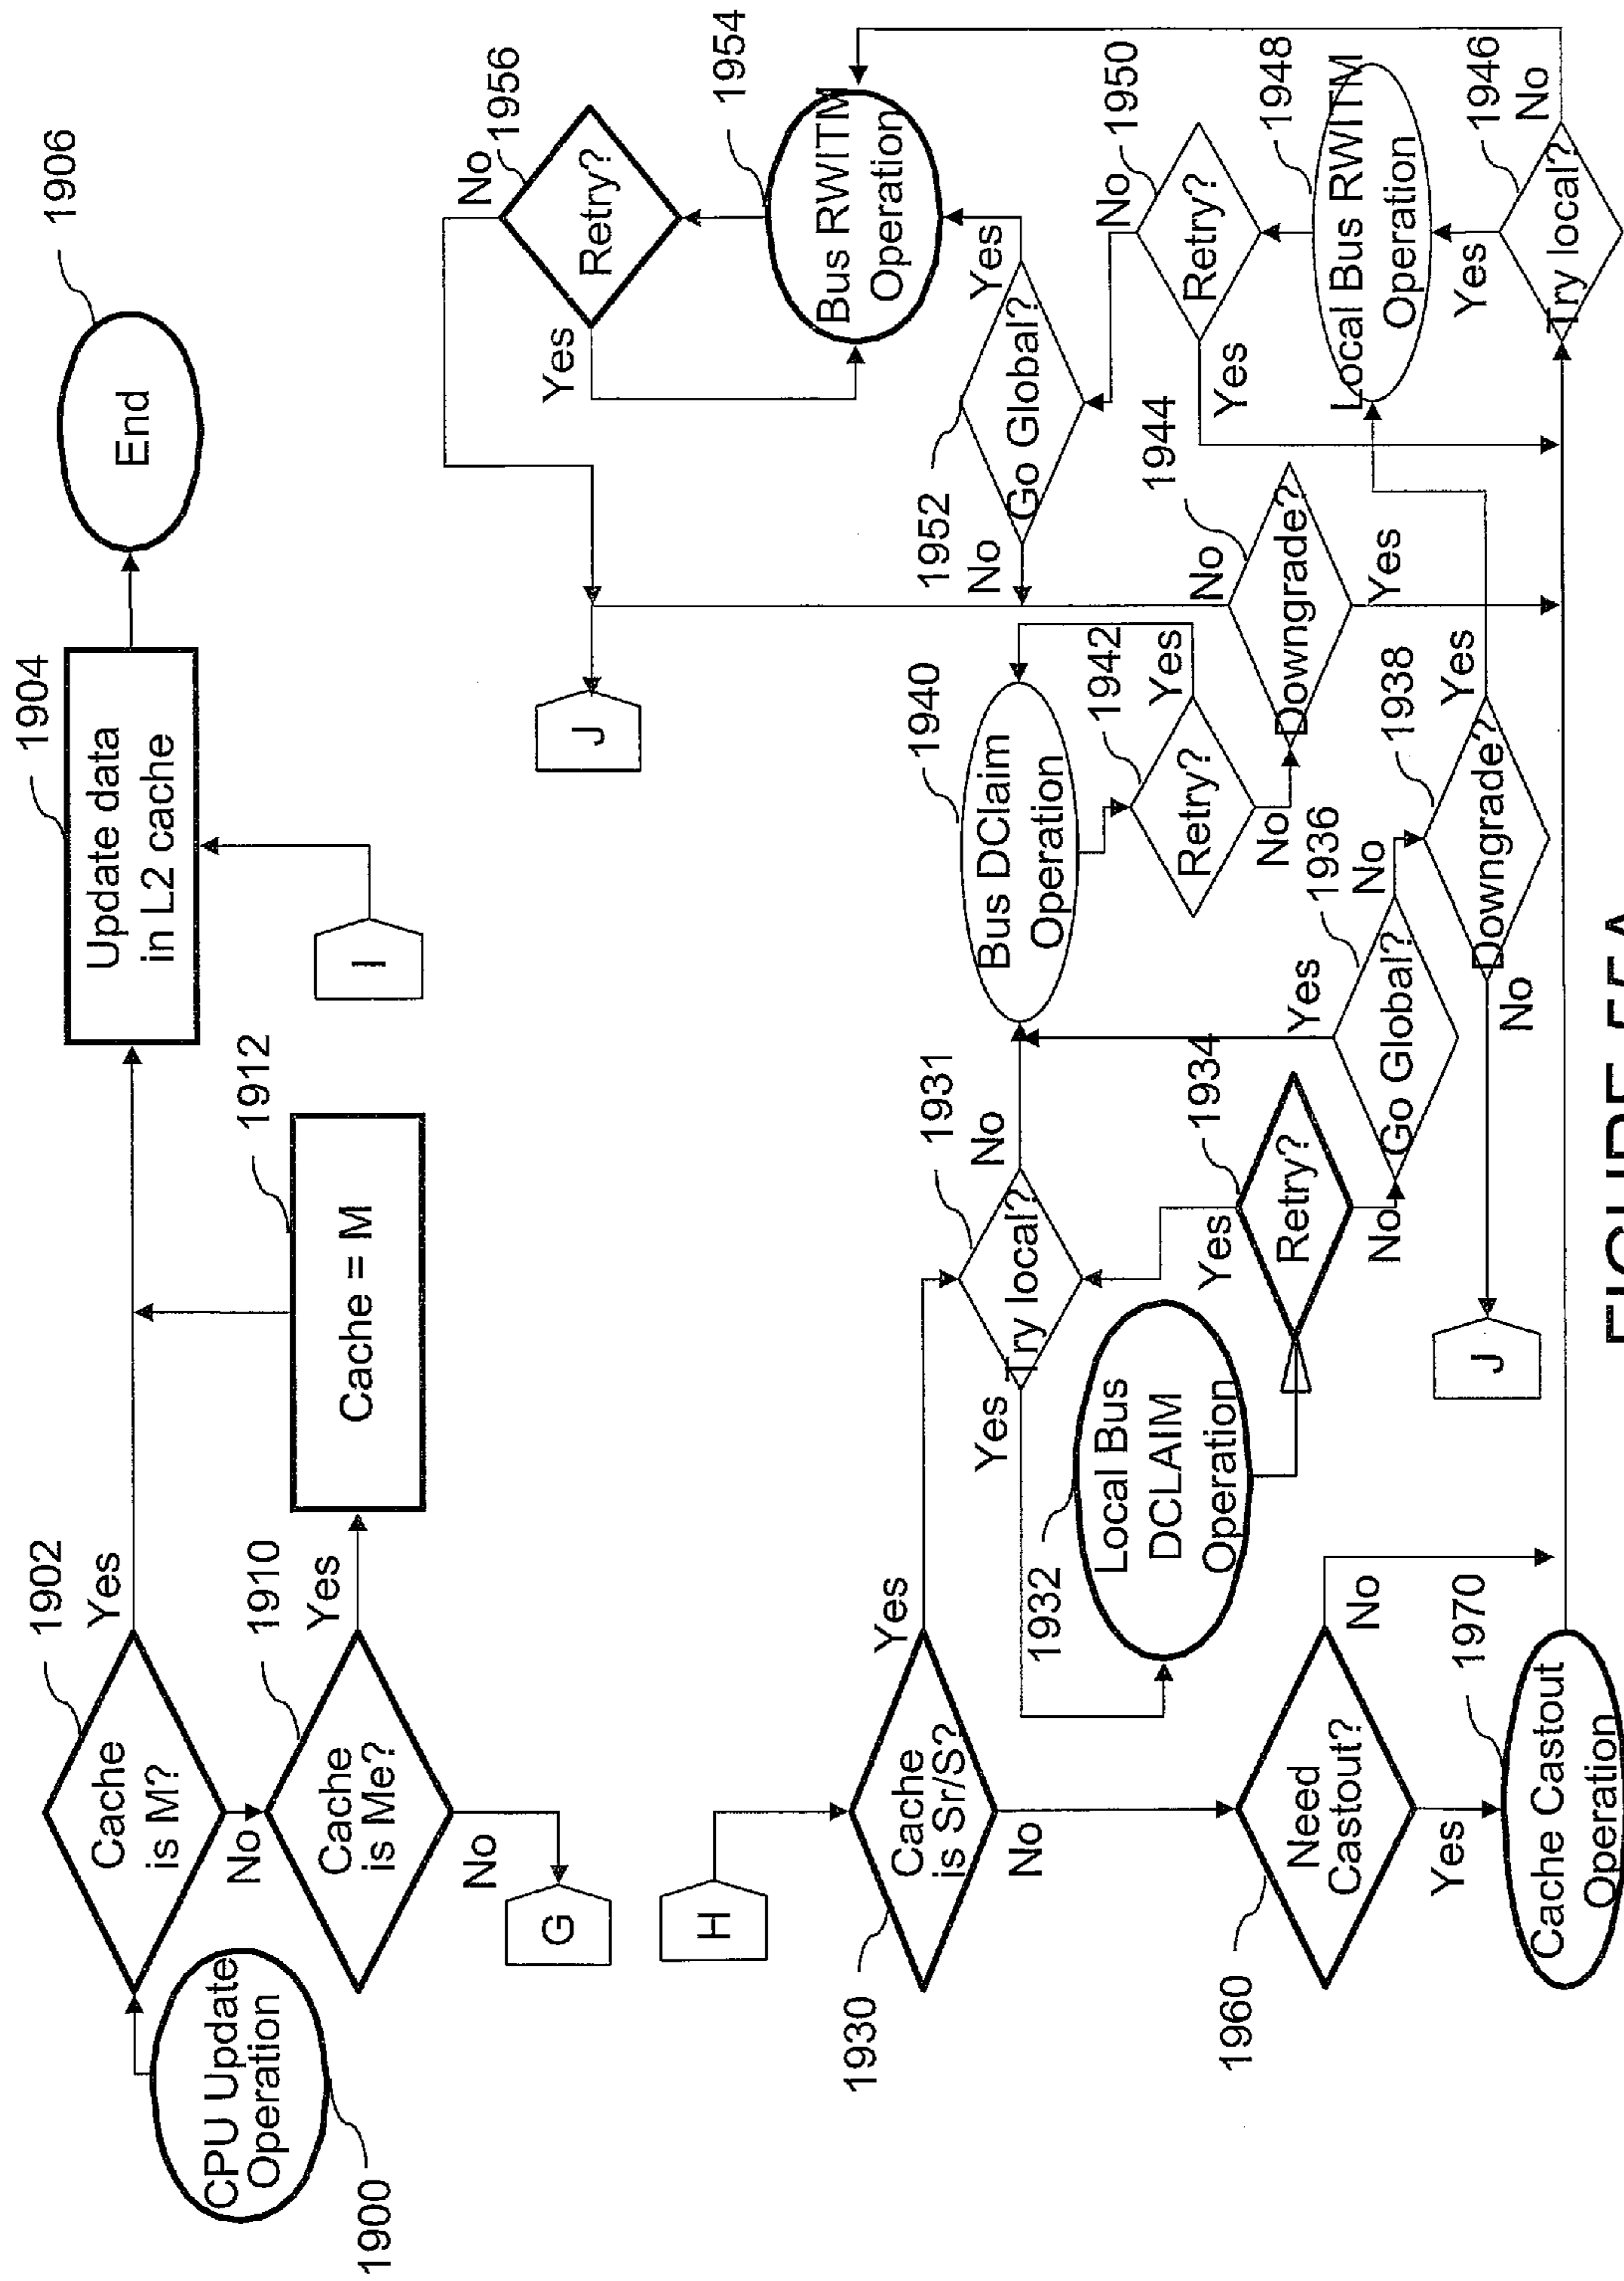 1902
1904
1906
CPU Update
Operation
1900
Cache
is M?
Yes
No
Update data
in L2 cache
End
1910
Cache
is Me?
Yes
No
1912
Cache = M
I
G
H
J
1930
Cache
is Sr/S?
Yes
No
1931
Try local?
Yes
No
1932
Local Bus
DCLAIM
Operation
1934
Retry?
Yes
No
1936
Go Global?
Yes
No
1938
Downgrade?
Yes
No
J
1940
Bus DClaim
Operation
1942
Retry?
Yes
No
1944
Downgrade?
No
Yes
1946
Try local?
Yes
No
1948
Local Bus RWITM
Operation
1950
Retry?
Yes
No
1952
Go Global?
Yes
No
1954
Bus RWITM
Operation
1956
Retry?
Yes
No
1960
Need
Castout?
Yes
No
1970
Cache Castout
Operation